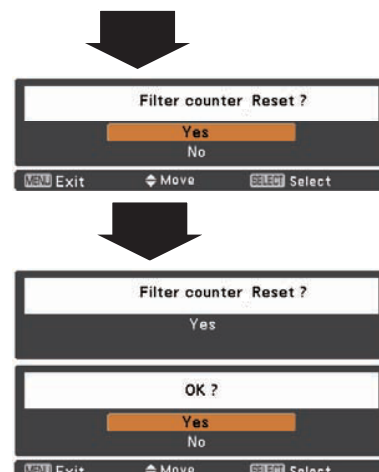 Filter counter Reset ?
Yes
No
MENU Exit Move SELECT Select
Filter counter Reset ?
Yes
OK ?
Yes
No
MENU Exit Move SELECT Select